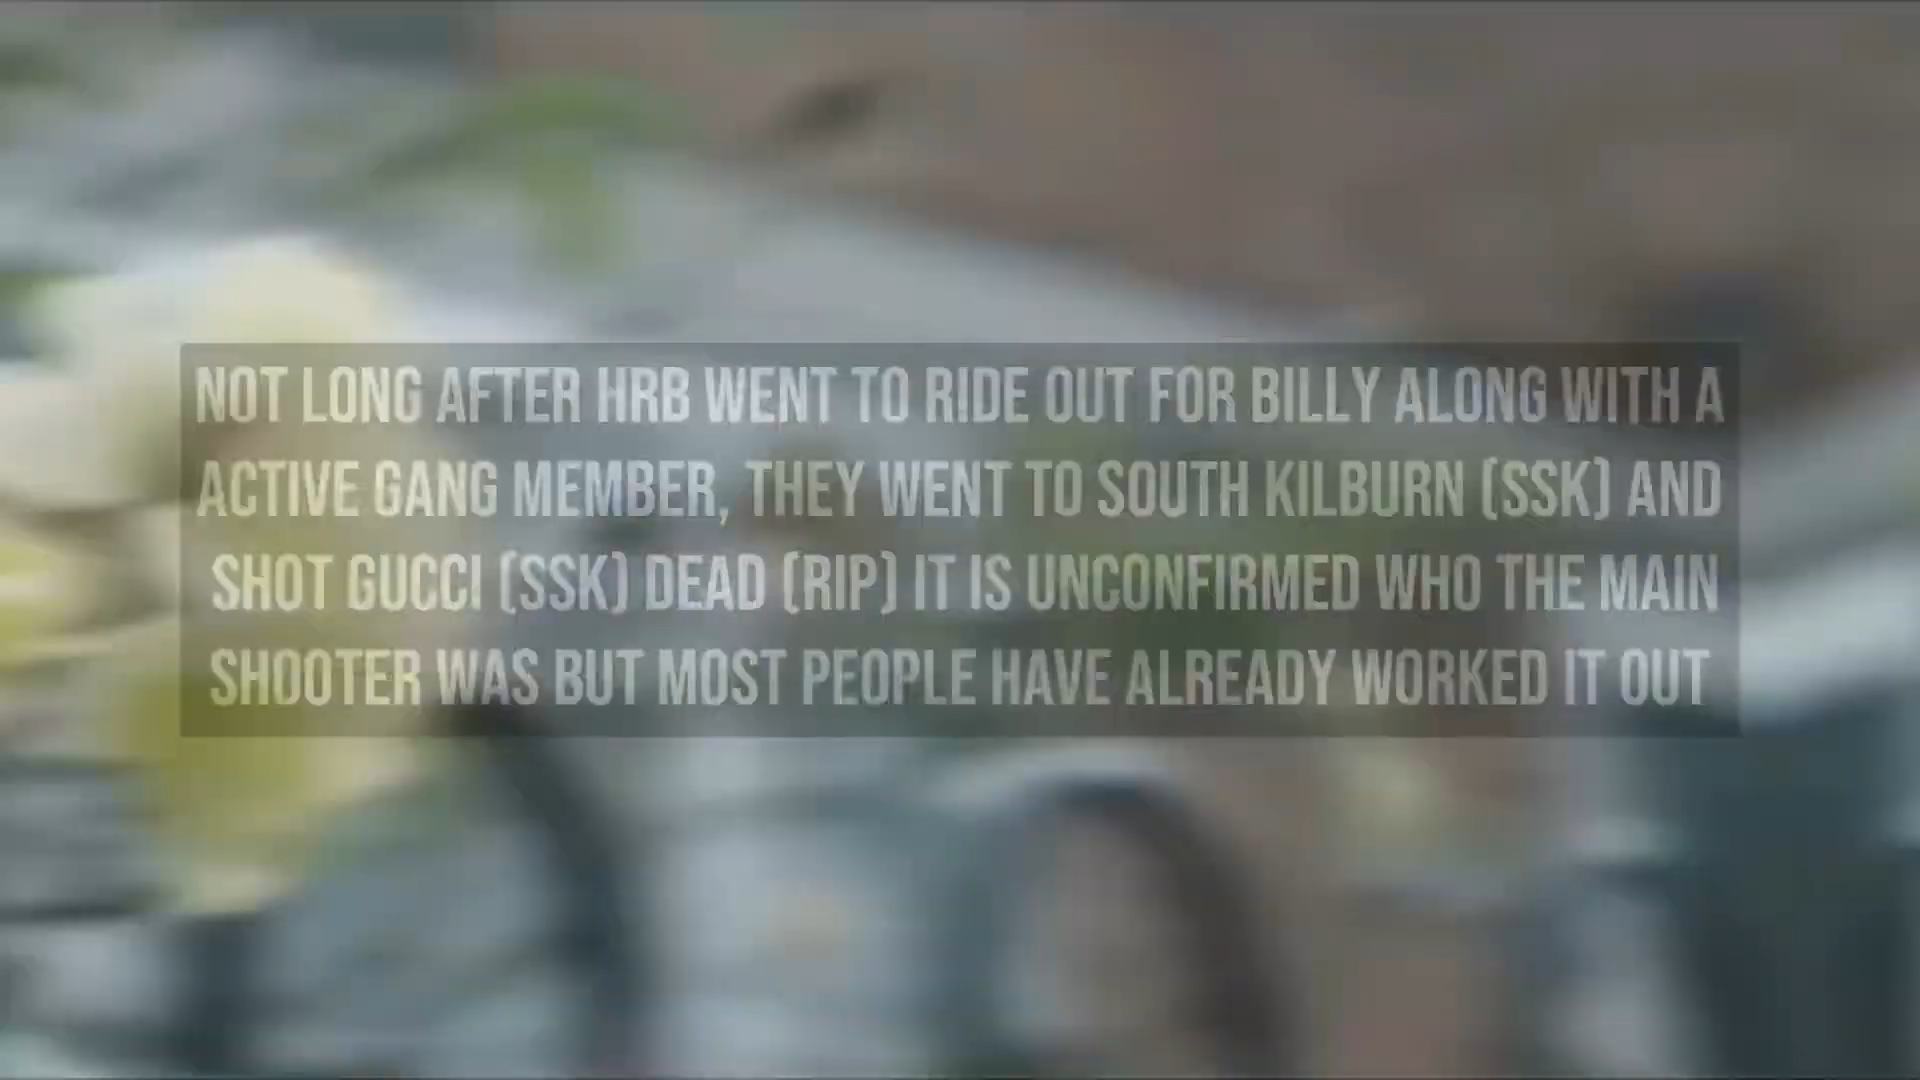 NOT LONG AFTER HRB WENT TO RIDE OUT FOR BILLY ALONG WITH A
ACTIVE GANG MEMBER, THEY WENT TO SOUTH KILBURN (SSK) AND
SHOT GUCCI (SSK) DEAD (RIP) IT IS UNCONFIRMED WHO THE MAIN
SHOOTER WAS BUT MOST PEOPLE HAVE ALREADY WORKED IT OUT